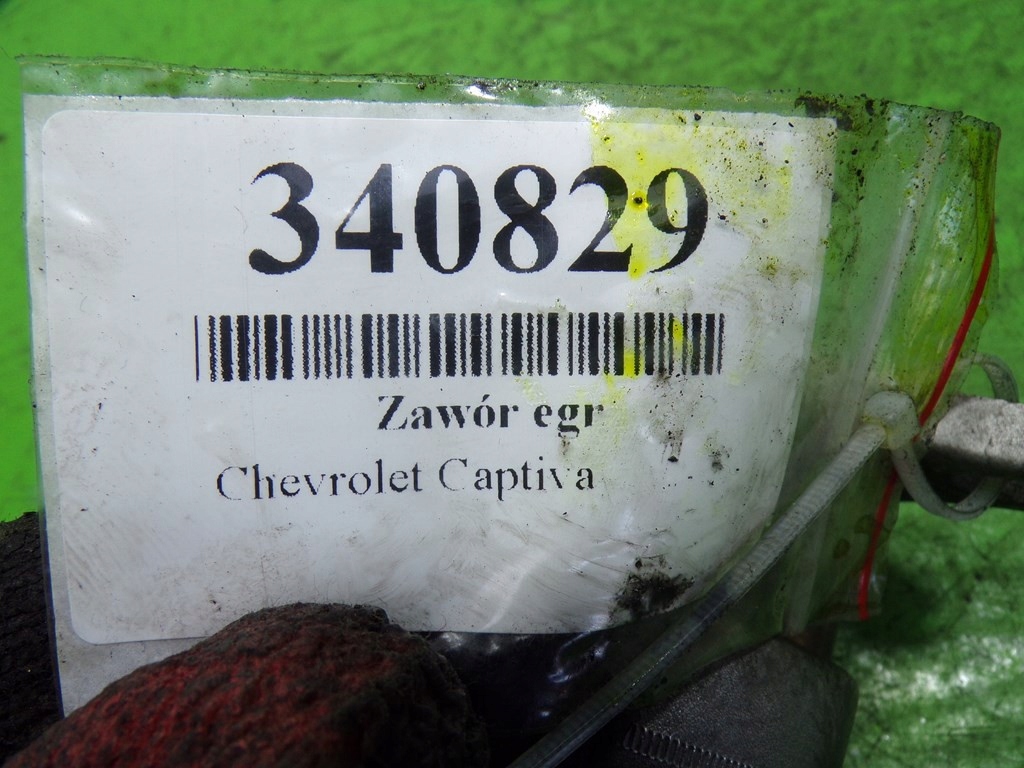 340829
Zawór egr
Chevrolet Captiva